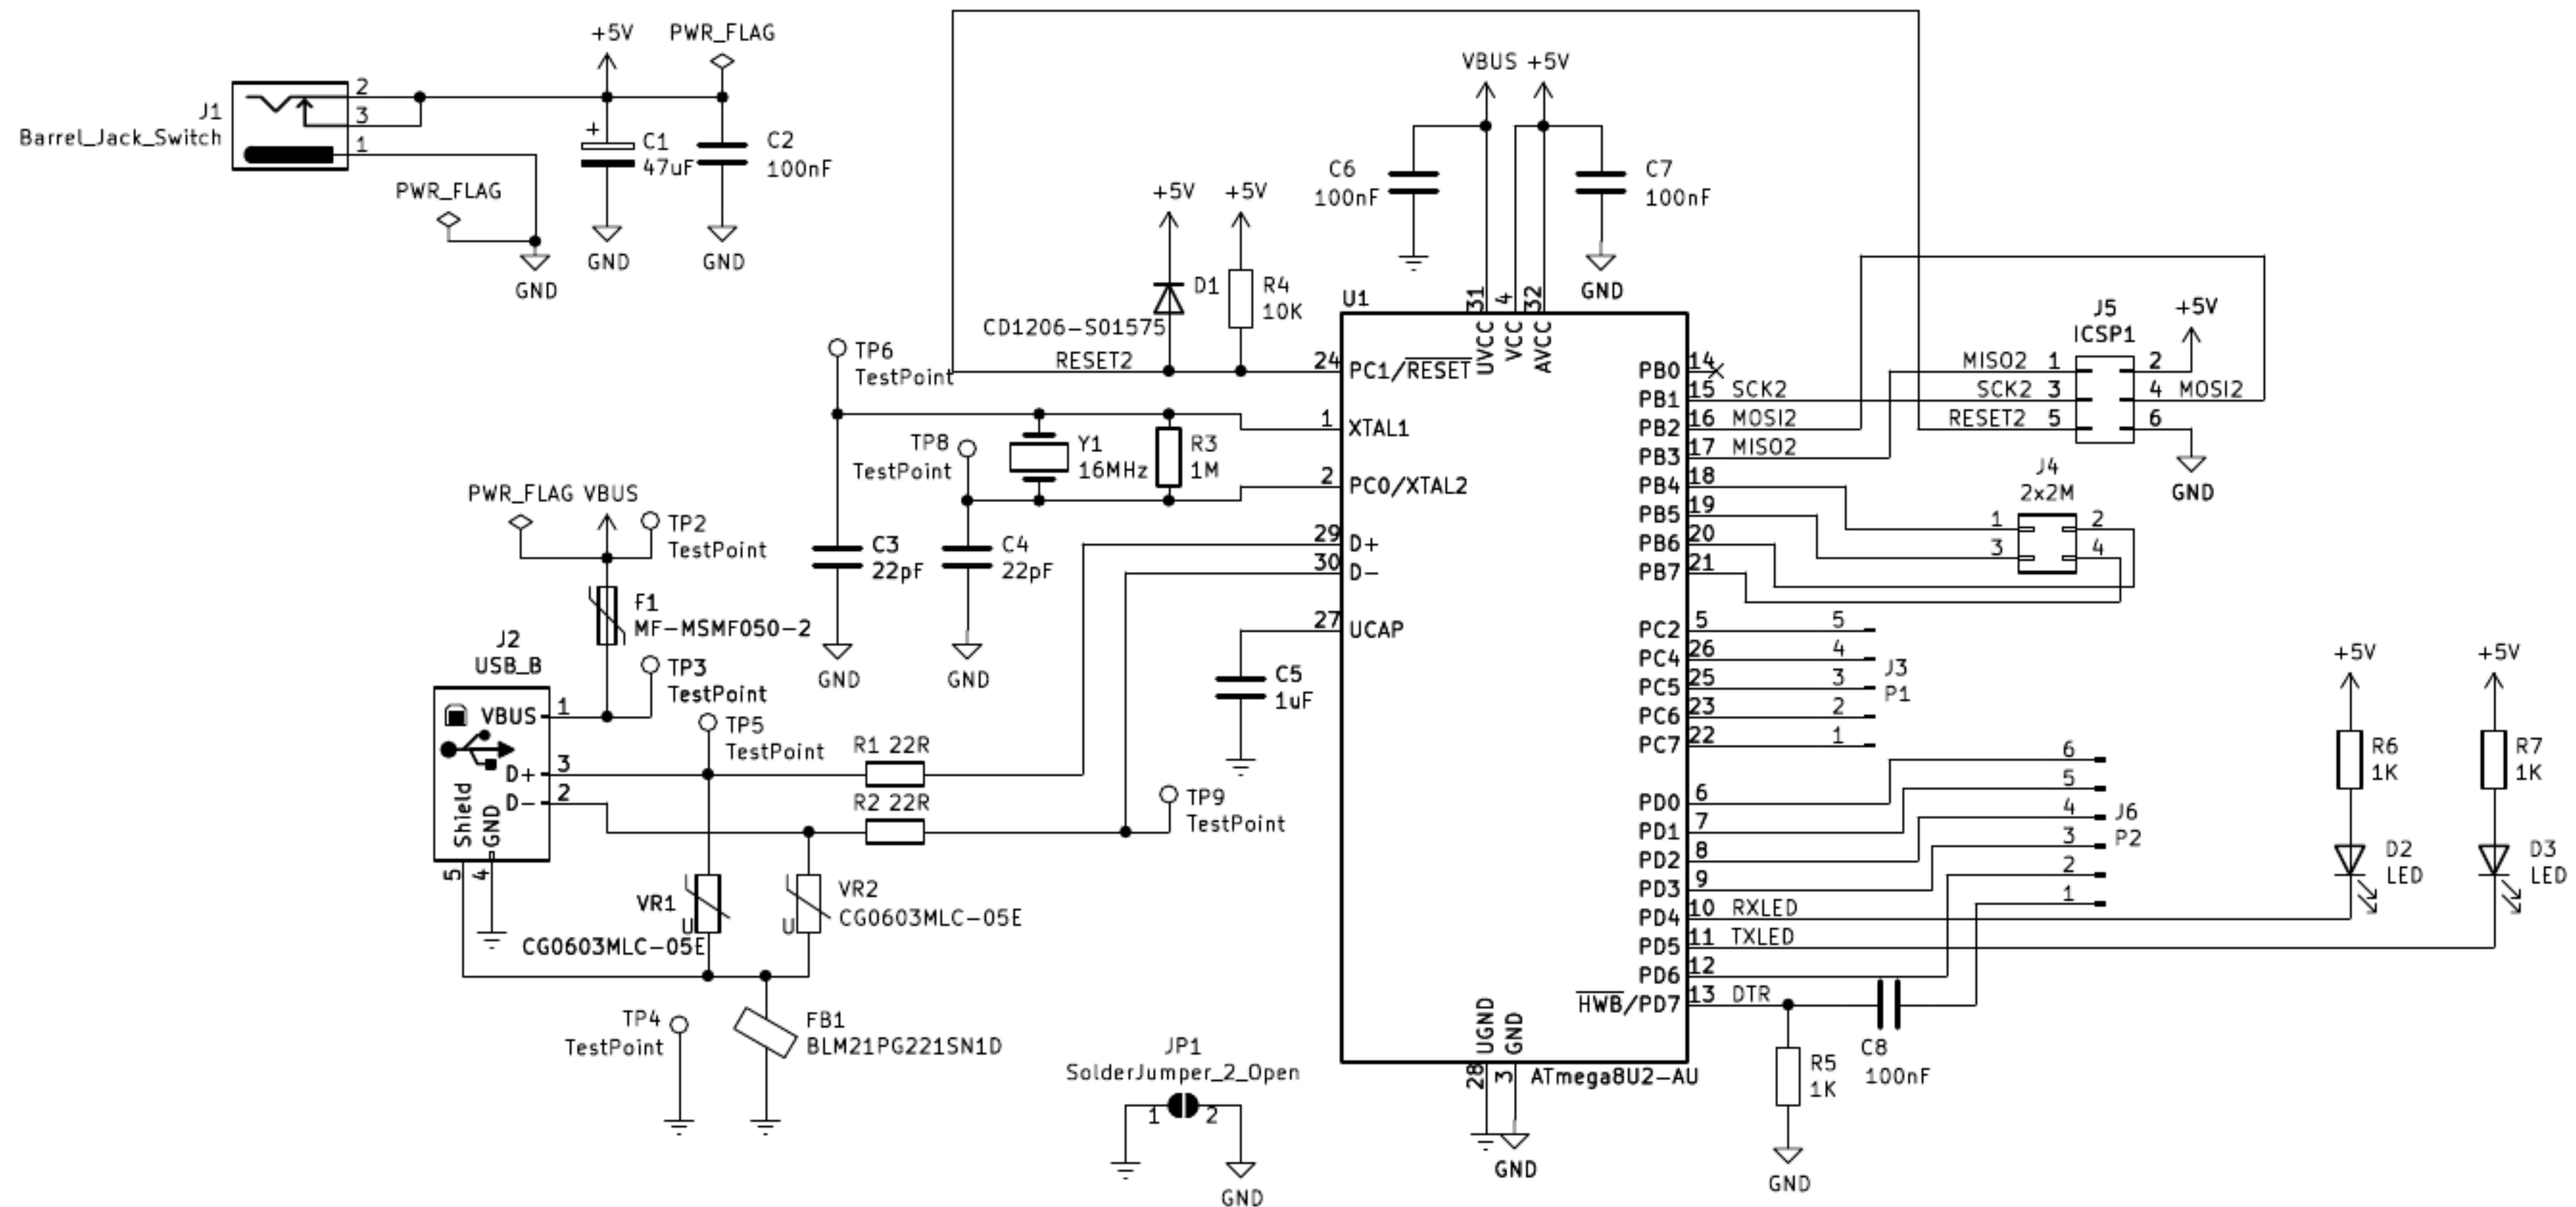 +5V
PWR_FLAG
J1
Barrel_Jack_Switch
2
3
1
+
C1
47uF
C2
100nF
PWR_FLAG
GND
GND
GND
VBUS
+5V
C6
100nF
C7
100nF
GND
+5V
+5V
D1
CD1206-S01575
R4
10K
RESET2
TP6
TestPoint
TP8
TestPoint
Y1
16MHz
R3
1M
C3
22pF
C4
22pF
GND
GND
PWR_FLAG
VBUS
TP2
TestPoint
F1
MF-MSMF050-2
J2
USB_B
TP3
TestPoint
VBUS
1
D+
3
D-
2
Shield
GND
5
4
TP5
TestPoint
R1 22R
R2 22R
TP9
TestPoint
VR1
U
CG0603MLC-05E
VR2
U
CG0603MLC-05E
TP4
TestPoint
FB1
BLM21PG221SN1D
C5
1uF
JP1
SolderJumper_2_Open
1
2
GND
U1
31
4
32
UVCC
VCC
AVCC
24
PC1/RESET
1
XTAL1
2
PC0/XTAL2
29
D+
30
D-
27
UCAP
UGND
GND
28
3
GND
ATmega8U2-AU
PB0
14
PB1
15
SCK2
PB2
16
MOSI2
PB3
17
MISO2
PB4
18
PB5
19
PB6
20
PB7
21
PC2
5
PC4
26
PC5
25
PC6
23
PC7
22
PD0
6
PD1
7
PD2
8
PD3
9
PD4
10
RXLED
PD5
11
TXLED
PD6
12
HWB/PD7
13
DTR
J5
ICSP1
+5V
MISO2
1
2
SCK2
3
4
MOSI2
RESET2
5
6
GND
J4
2x2M
1
2
3
4
5
4
3
2
1
J3
P1
6
5
4
3
2
1
J6
P2
C8
100nF
R5
1K
GND
+5V
R6
1K
D2
LED
+5V
R7
1K
D3
LED